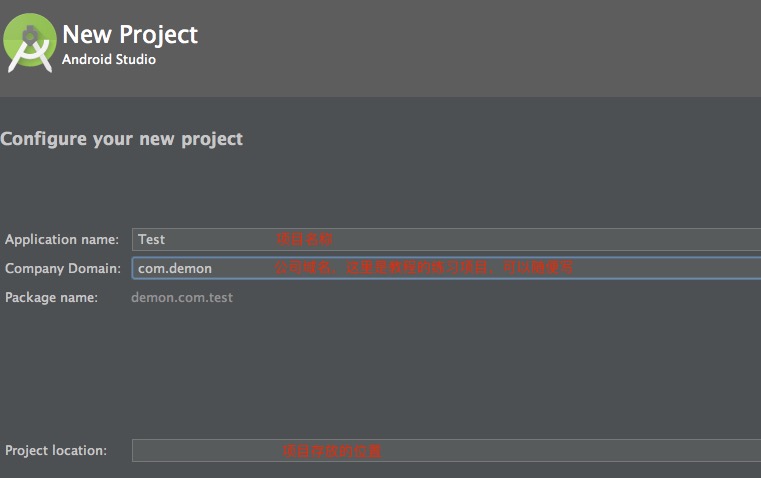 New Project
Android Studio
Configure your new project
Application name: Test 项目名称
Company Domain: com.demon 公司域名，这里是教程的练习项目，可以随便写
Package name: demon.com.test
Project location: 项目存放的位置